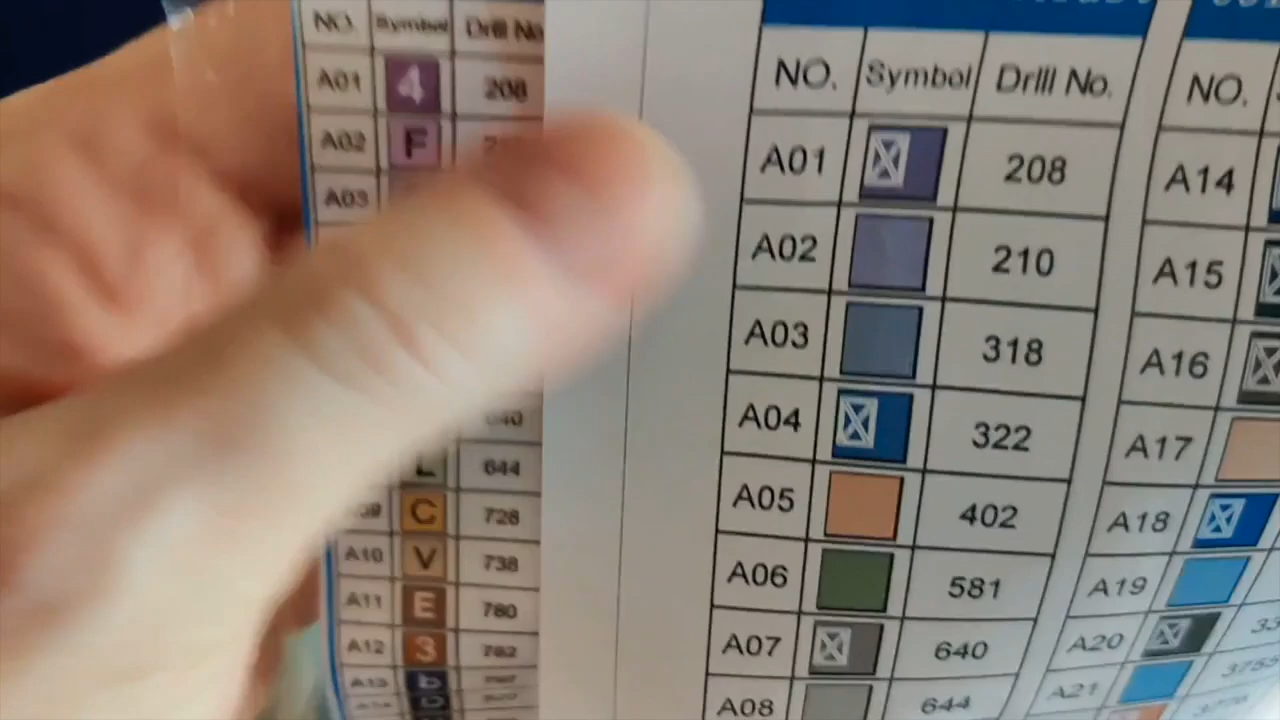 NO. Symbol Drill No
A01 4 208
A02 F
A03
644
C 728
A10 V 738
A11 E 780
A12 3 782
NO. Symbol Drill No.
A01 208
A02 210
A03 318
A04 322
A05 402
A06 581
A07 640
A08 644
NO.
A14
A15
A16
A17
A18
A19
A20
A21